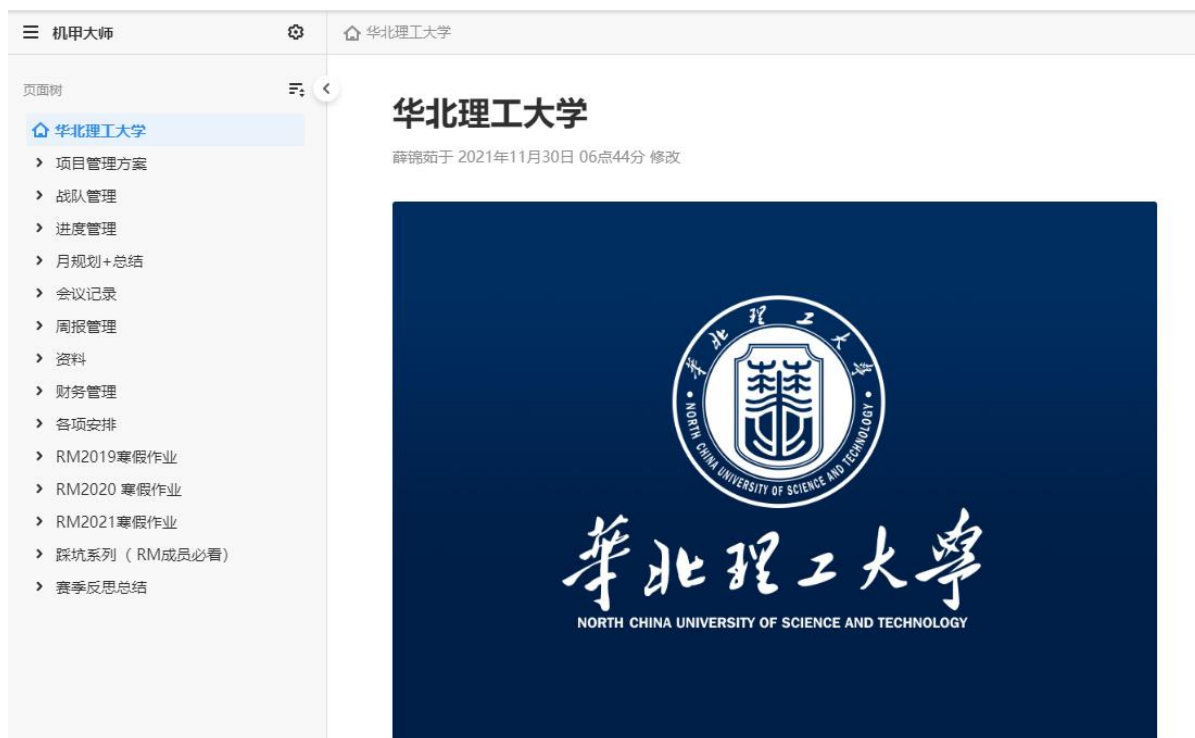 机甲大师
华北理工大学
页面树
华北理工大学
项目管理方案
战队管理
进度管理
月规划+总结
会议记录
周报管理
资料
财务管理
各项安排
RM2019寒假作业
RM2020 寒假作业
RM2021寒假作业
踩坑系列（RM成员必看）
赛季反思总结
华北理工大学
薛锦茹于 2021年11月30日 06点44分 修改
華北理工大學
NORTH CHINA UNIVERSITY OF SCIENCE AND TECHNOLOGY
華北理工大學
NORTH CHINA UNIVERSITY OF SCIENCE AND TECHNOLOGY